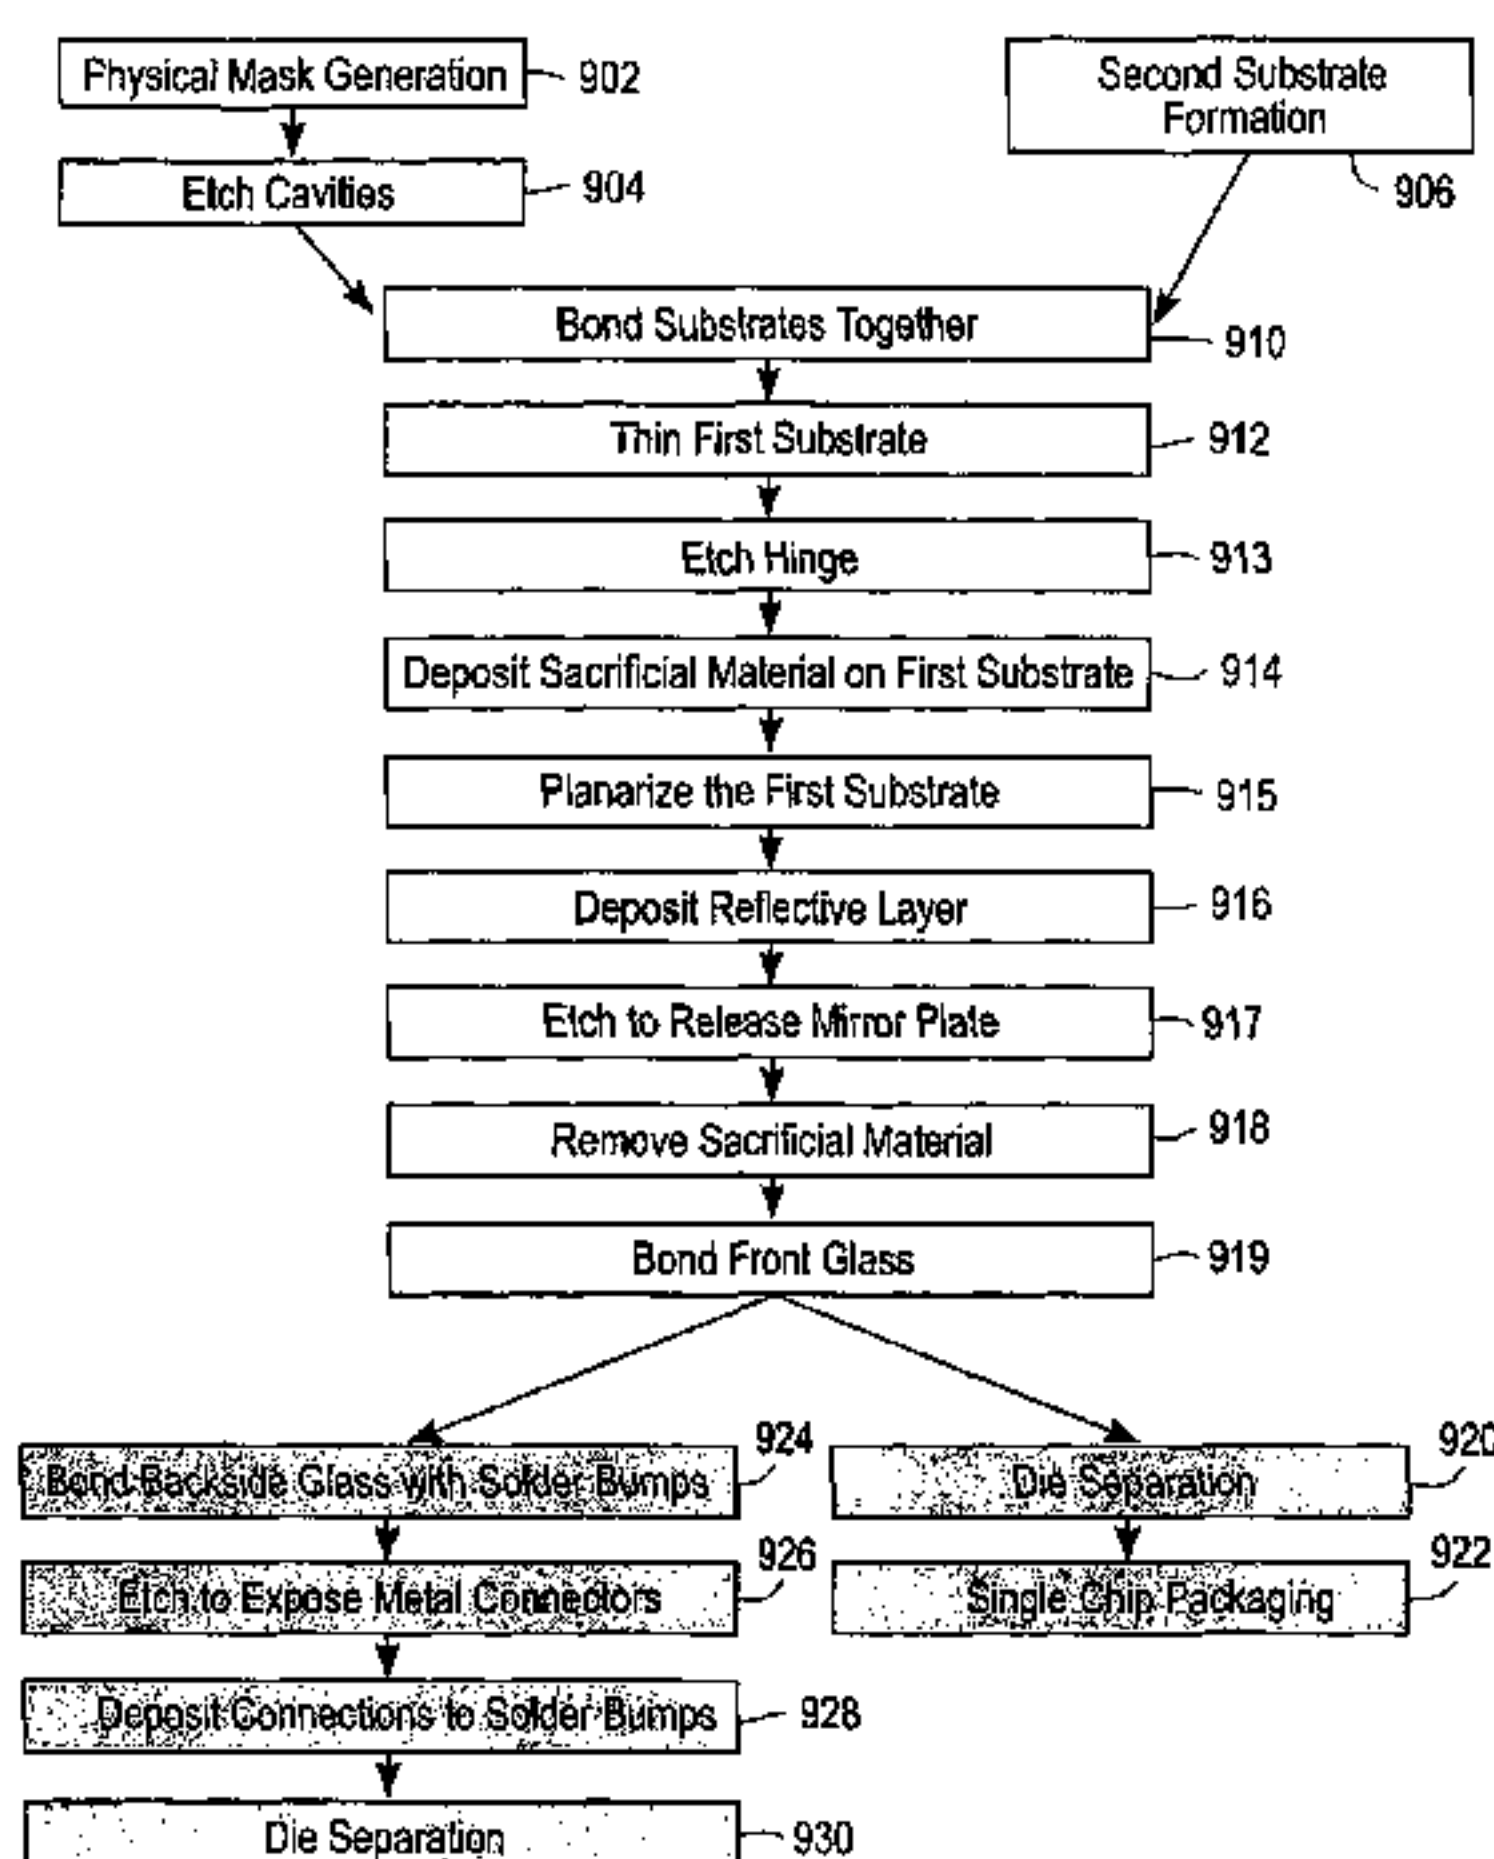 Physical Mask Generation 902
Etch Cavities 904
Second Substrate
Formation
906
Bond Substrates Together 910
Thin First Substrate 912
Etch Hinge 913
Deposit Sacrificial Material on First Substrate 914
Planarize the First Substrate 915
Deposit Reflective Layer 916
Etch to Release Mirror Plate 917
Remove Sacrificial Material 918
Bond Front Glass 919
Bond Backside Glass with Solder Bumps 924
Etch to Expose Metal Connectors 926
Deposit Connections to Solder Bumps 928
Die Separation 930
Die Separation 920
Single Chip Packaging 922